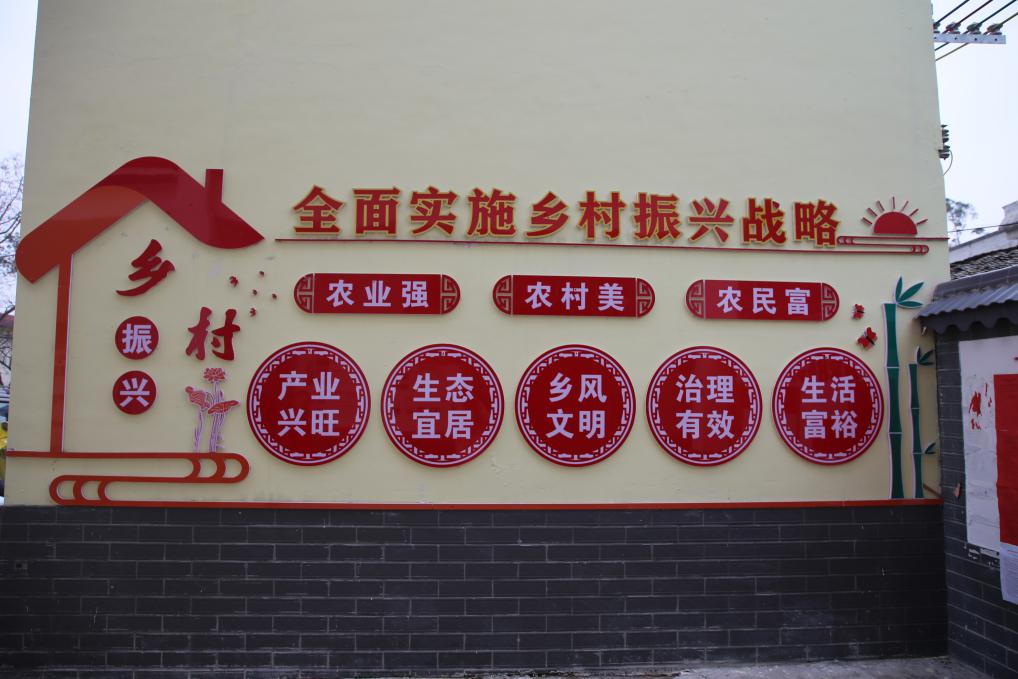 全面实施乡村振兴战略
乡村
振
兴
农业强
农村美
农民富
产业
兴旺
生态
宜居
乡风
文明
治理
有效
生活
富裕